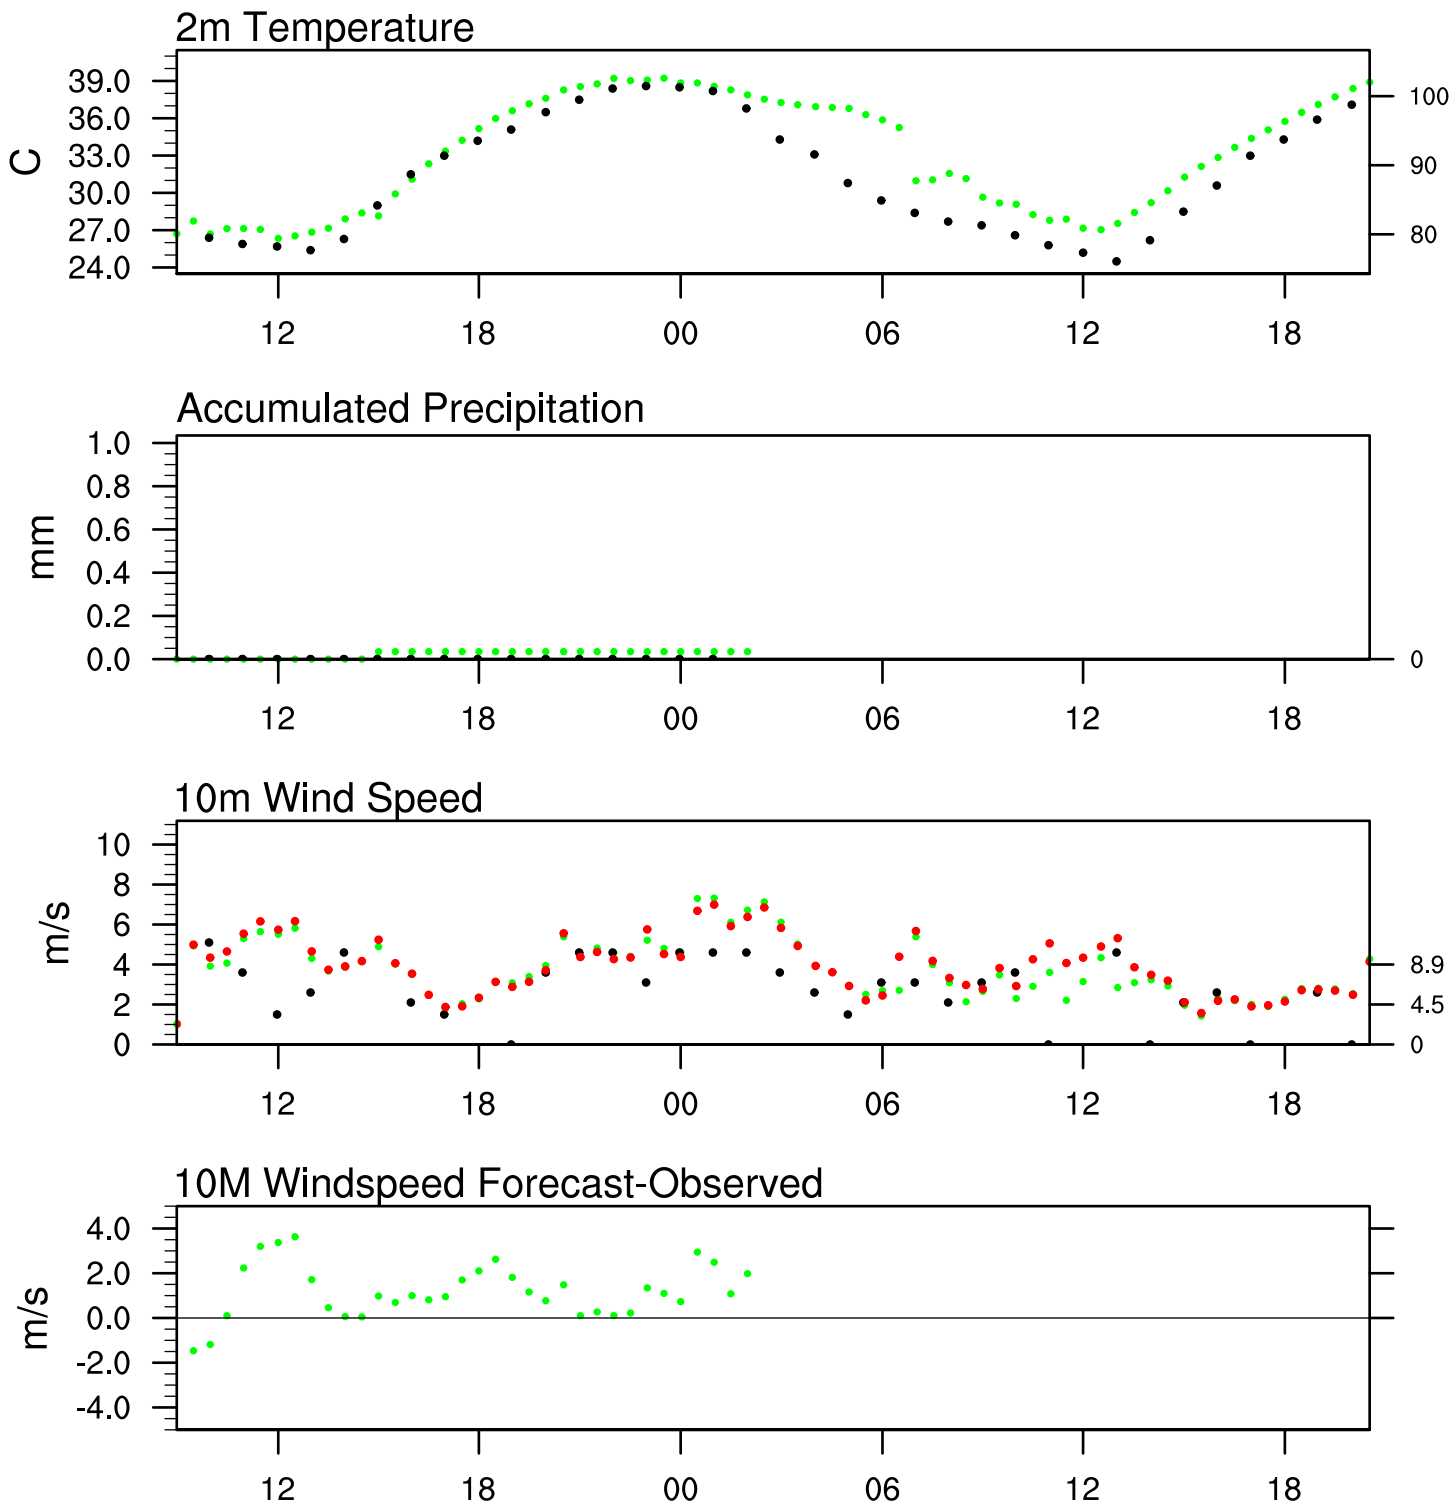 2m Temperature
39.0
36.0
33.0
30.0
27.0
24.0
C
100
90
80
12 18 00 06 12 18
Accumulated Precipitation
1.0
0.8
0.6
0.4
0.2
0.0
mm
0
12 18 00 06 12 18
10m Wind Speed
10
8
6
4
2
0
m/s
8.9
4.5
0
12 18 00 06 12 18
10M Windspeed Forecast-Observed
4.0
2.0
0.0
-2.0
-4.0
m/s
12 18 00 06 12 18